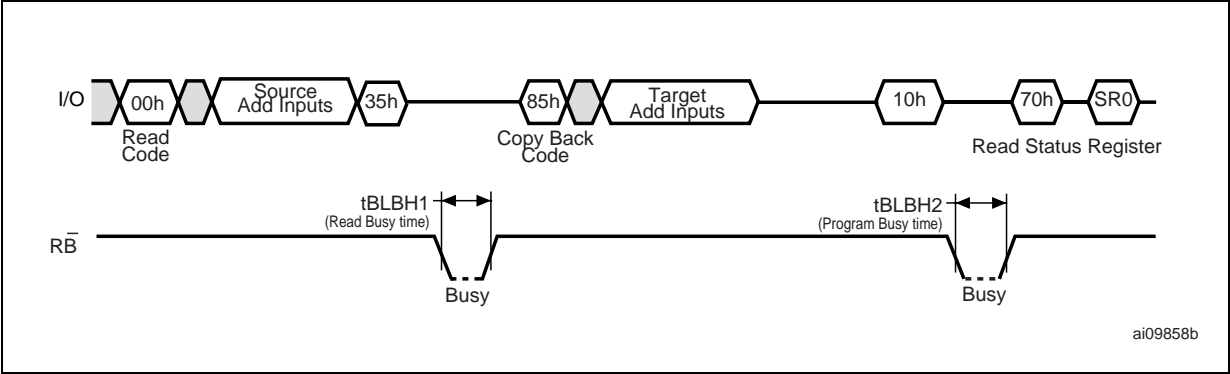 I/O
00h
Source
Add Inputs
35h
85h
Target
Add Inputs
10h
70h
SR0
Read
Code
Copy Back
Code
Read Status Register
tBLBH1
(Read Busy time)
tBLBH2
(Program Busy time)
RB̅
Busy
Busy
ai09858b